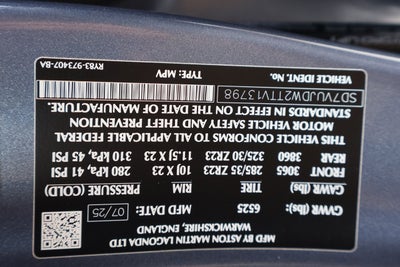 MFD BY ASTON MARTIN LAGONDA LTD
WARWICKSHIRE, ENGLAND
GVWR (lbs): 6525 MFD DATE 07/25
GAWR (lbs) TIRE RIM PRESSURE (COLD)
FRONT 3065 285/35 ZR23 10J X 23 280 kPa, 41 PSI
REAR 3860 325/30 ZR23 11.5J X 23 310 kPa, 45 PSI
THIS VEHICLE CONFORMS TO ALL APPLICABLE FEDERAL
MOTOR VEHICLE SAFETY AND THEFT PREVENTION
STANDARDS IN EFFECT ON THE DATE OF MANUFACTURE
SD7VUJDW2TTV13798
VEHICLE IDENT. NO. TYPE: MPV
RY83-973407-BA